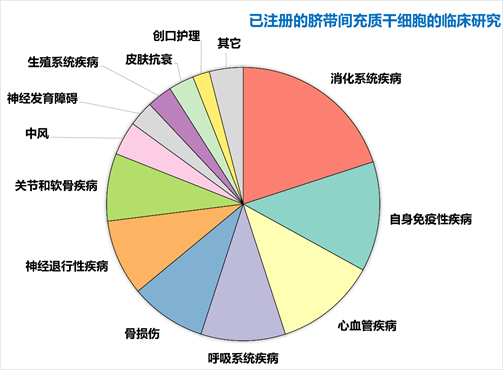 已注册的脐带间充质干细胞的临床研究
创口护理
其它
皮肤抗衰
生殖系统疾病
消化系统疾病
神经发育障碍
中风
关节和软骨疾病
自身免疫性疾病
神经退行性疾病
心血管疾病
骨损伤
呼吸系统疾病